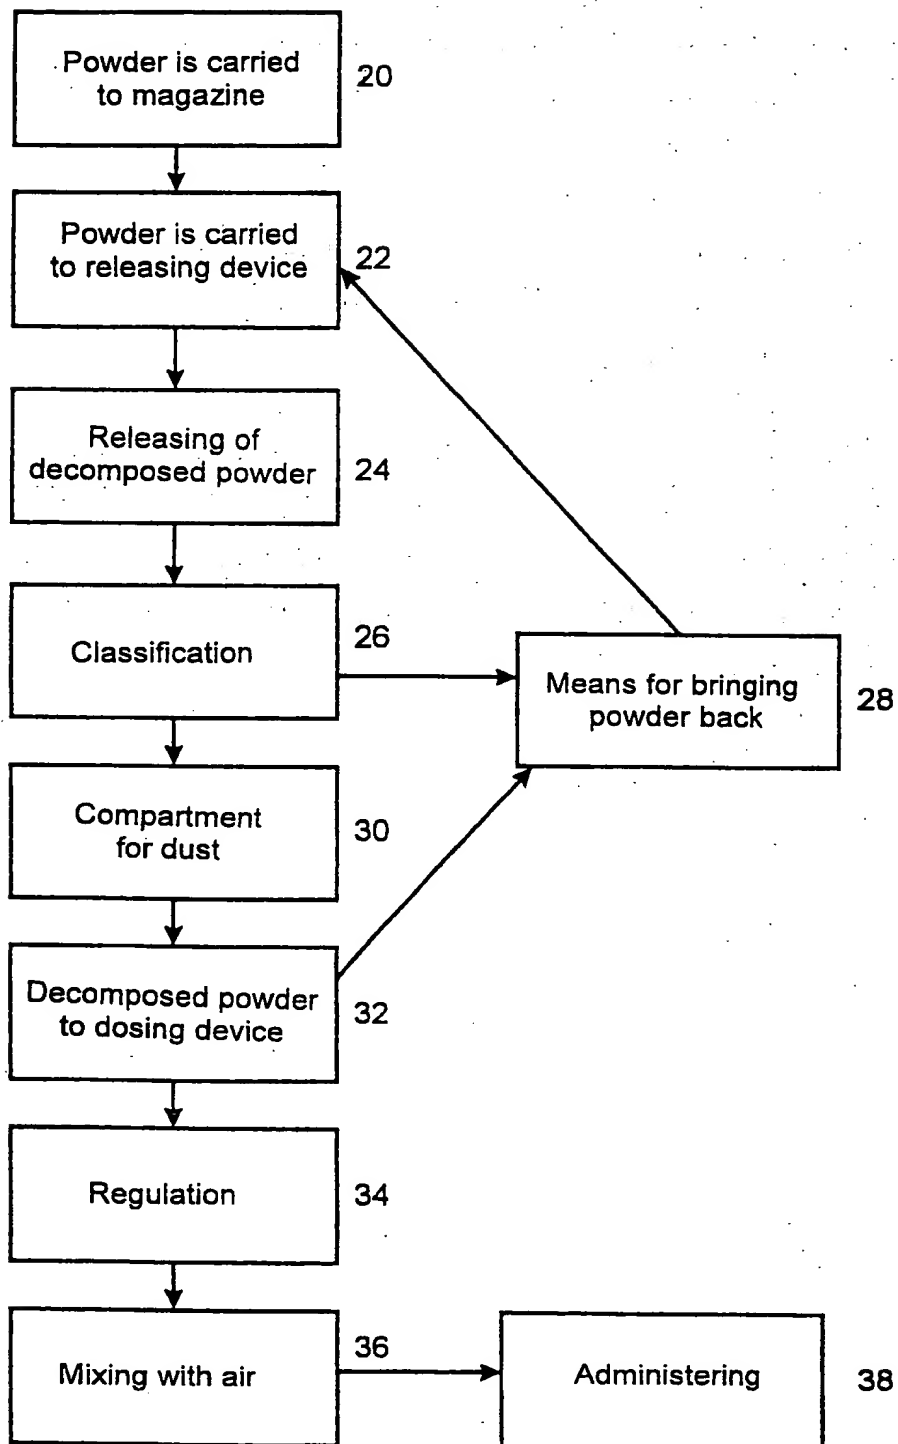 Powder is carried
to magazine
20
Powder is carried
to releasing device
22
Releasing of
decomposed powder
24
Classification
26
Means for bringing
powder back
28
Compartment
for dust
30
Decomposed powder
to dosing device
32
Regulation
34
Mixing with air
36
Administering
38